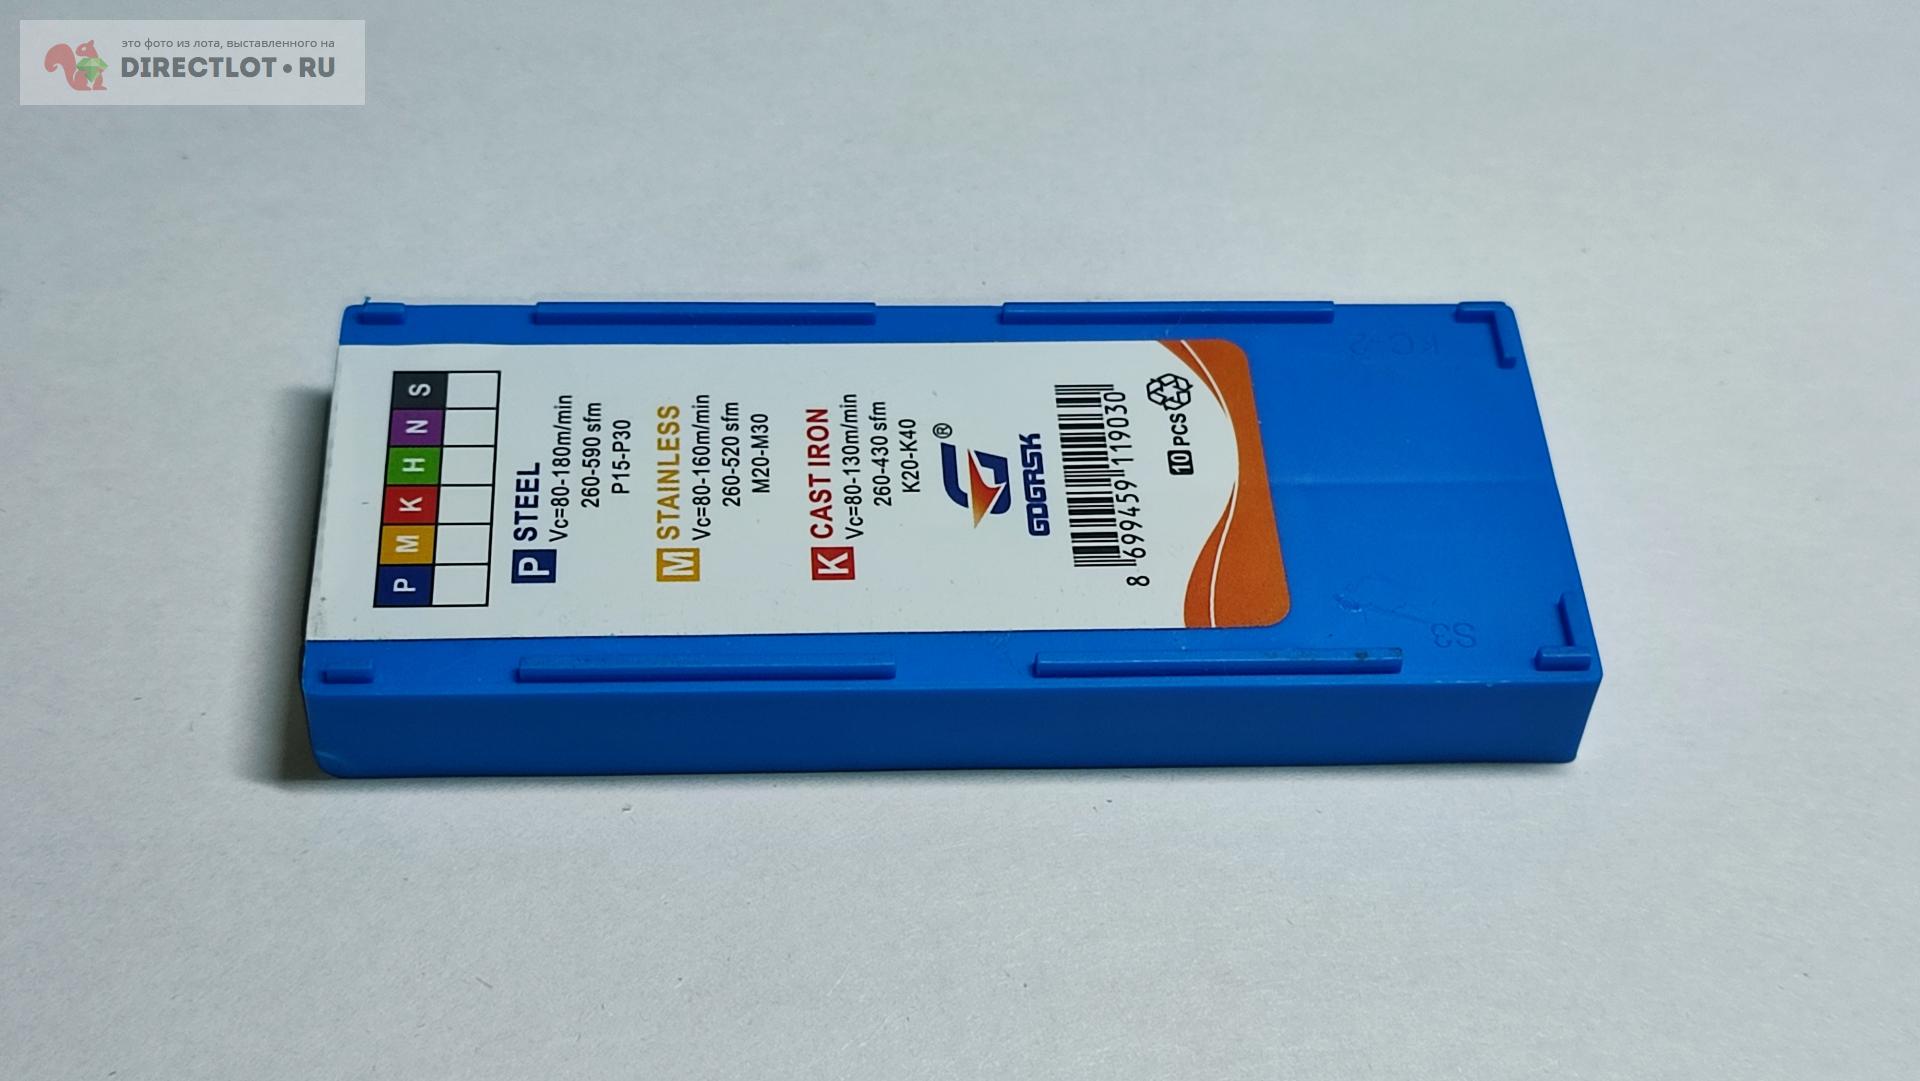 это фото из лота, выставленного на
DIRECTLOT•RU
P M K H N S
P STEEL
Vc=80-180m/min
260-590 sfm
P15-P30
M STAINLESS
Vc=80-160m/min
260-520 sfm
M20-M30
K CAST IRON
Vc=80-130m/min
260-430 sfm
K20-K40
®
GDGRSK
8 699459 119030
10 PCS
KC-2
S3